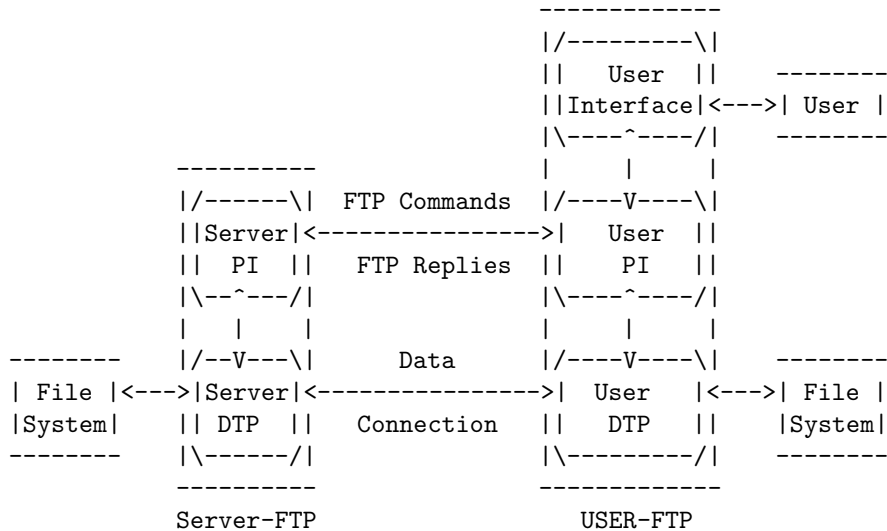 -------------
                                            |/---------\|
                                            ||   User  ||    --------
                                            ||Interface|<--->| User |
                                            |\----^----/|    --------
                  ----------                |     |     |
                  |/------\|  FTP Commands  |/----V----\|
                  ||Server|<---------------->|   User  ||
                  ||  PI  ||   FTP Replies  ||    PI   ||
                  |\--^---/|                |\----^----/|
                  |   |    |                |     |     |
      --------    |/--V---\|      Data      |/----V----\|    --------
      | File |<--->|Server|<---------------->|  User   |<--->| File |
      |System|    || DTP  ||   Connection   ||   DTP   ||    |System|
      --------    |\------/|                |\---------/|    --------
                  ----------                -------------
                  Server-FTP                   USER-FTP